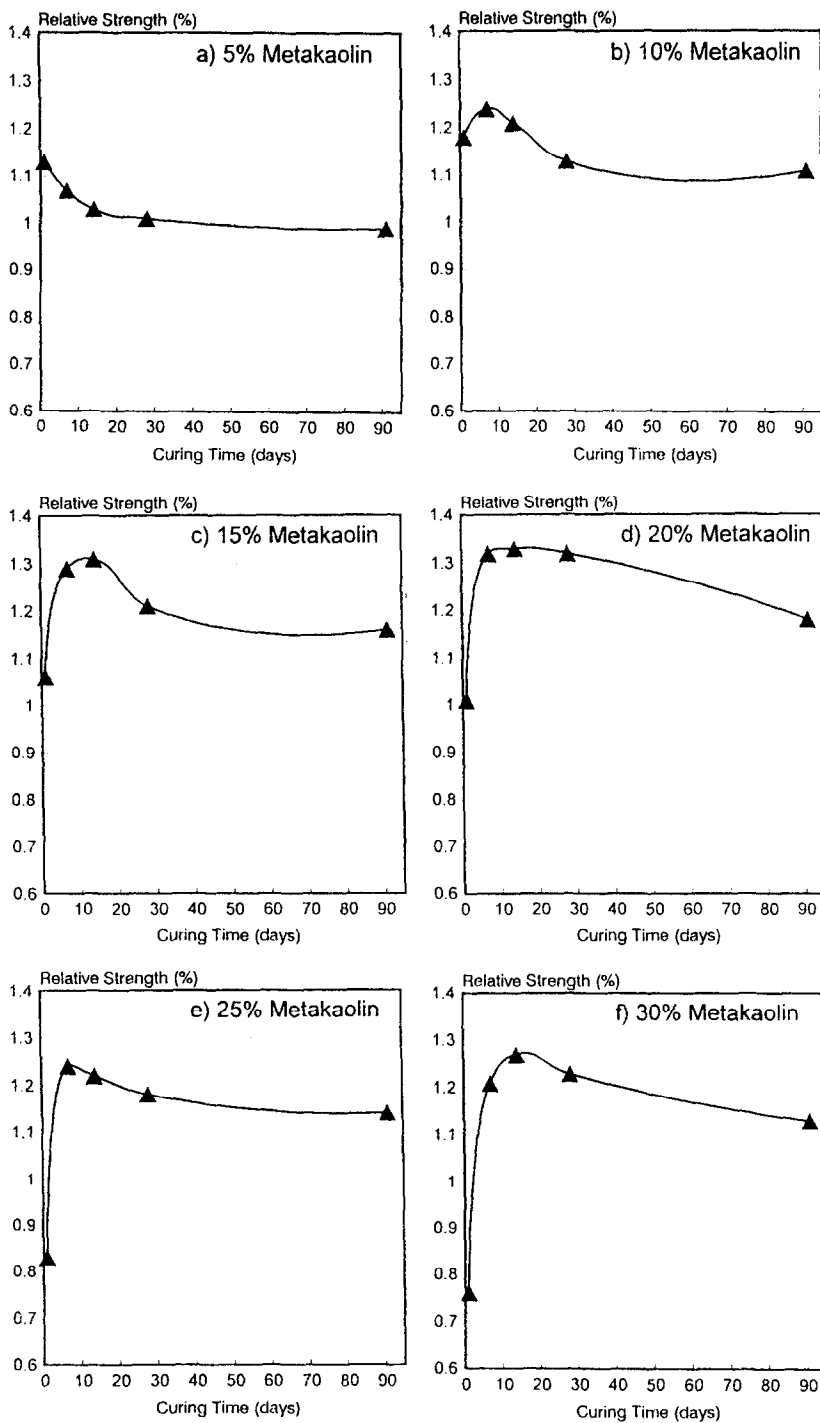 Relative Strength (%)
1.4
a) 5% Metakaolin
1.3
1.2
1.1
1
0.9
0.8
0.7
0.6
0 10 20 30 40 50 60 70 80 90
Curing Time (days)
Relative Strength (%)
1.4
b) 10% Metakaolin
1.3
1.2
1.1
1
0.9
0.8
0.7
0.6
0 10 20 30 40 50 60 70 80 90
Curing Time (days)
Relative Strength (%)
1.4
c) 15% Metakaolin
1.3
1.2
1.1
1
0.9
0.8
0.7
0.6
0 10 20 30 40 50 60 70 80 90
Curing Time (days)
Relative Strength (%)
1.4
d) 20% Metakaolin
1.3
1.2
1.1
1
0.9
0.8
0.7
0.6
0 10 20 30 40 50 60 70 80 90
Curing Time (days)
Relative Strength (%)
1.4
e) 25% Metakaolin
1.3
1.2
1.1
1
0.9
0.8
0.7
0.6
0 10 20 30 40 50 60 70 80 90
Curing Time (days)
Relative Strength (%)
1.4
f) 30% Metakaolin
1.3
1.2
1.1
1
0.9
0.8
0.7
0.6
0 10 20 30 40 50 60 70 80 90
Curing Time (days)